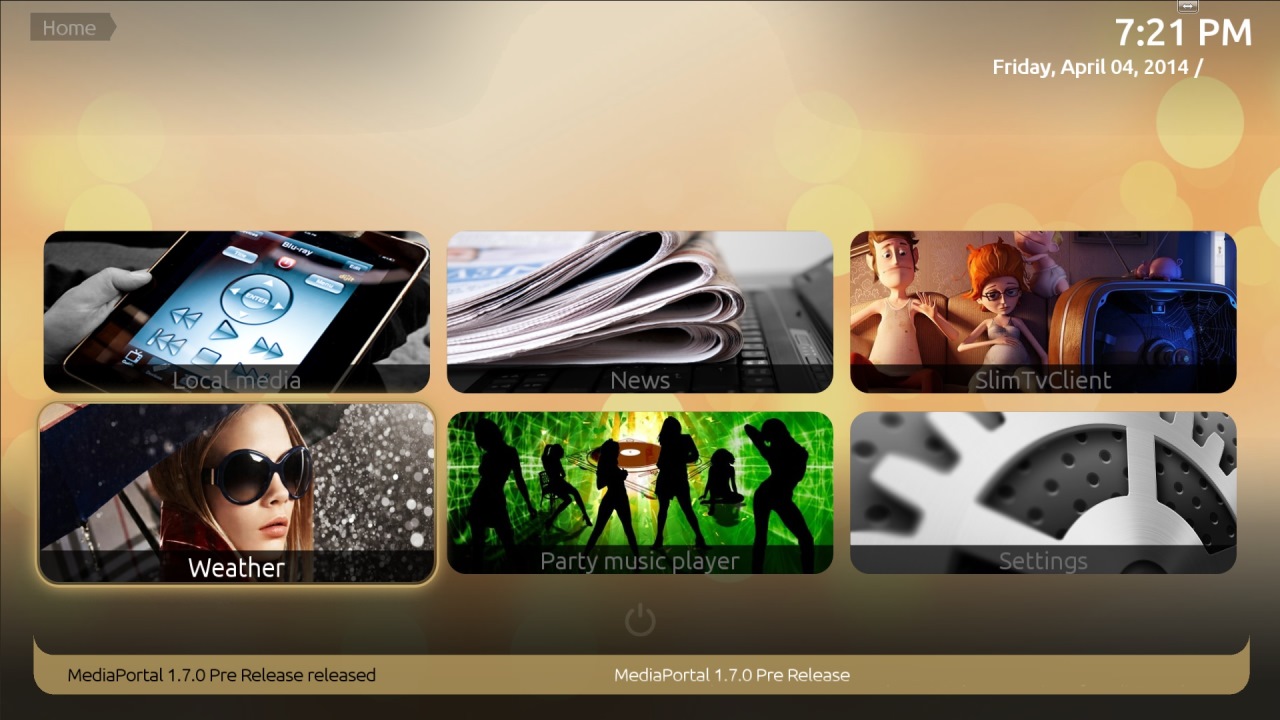 Home
7:21 PM
Friday, April 04, 2014 /
Blu-ray
ENTER
Local media
News
SlimTvClient
Weather
Party music player
Settings
MediaPortal 1.7.0 Pre Release released
MediaPortal 1.7.0 Pre Release